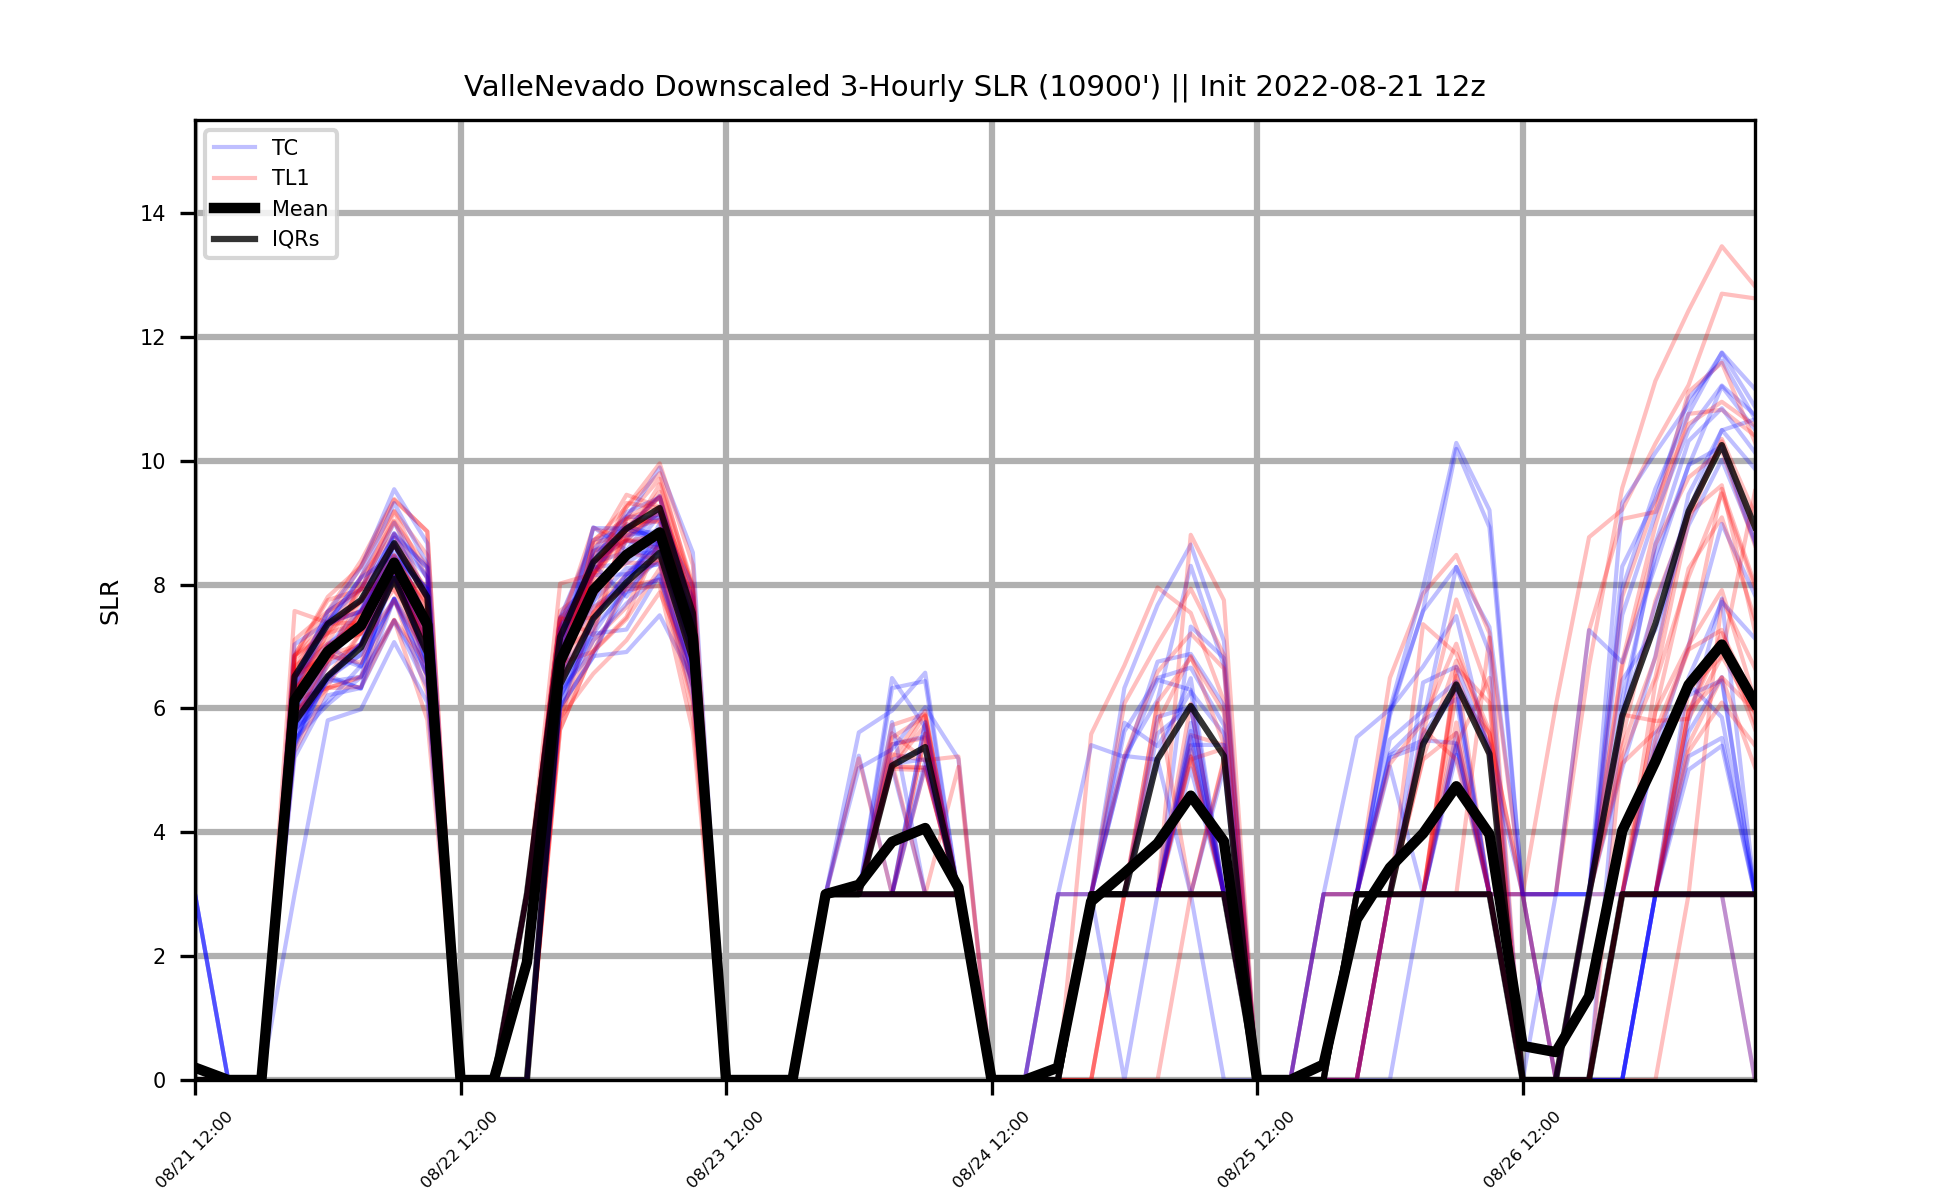 ValleNevado Downscaled 3-Hourly SLR (10900') || Init 2022-08-21 12z
TC
TL1
Mean
IQRs
SLR
14
12
10
8
6
4
2
0
08/21 12:00
08/22 12:00
08/23 12:00
08/24 12:00
08/25 12:00
08/26 12:00